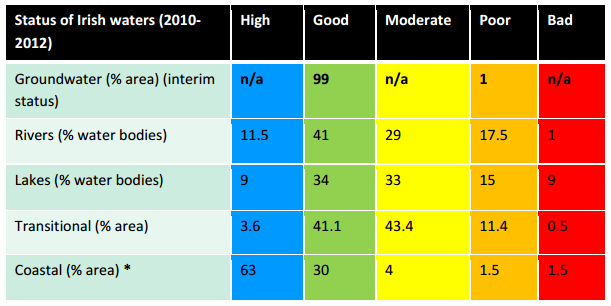 Status of Irish waters (2010- High Good Moderate Poor Bad
2012)
Groundwater (% area) (interim n/a 99 n/a 1 n/a
status)
Rivers (% water bodies) 11.5 41 29 17.5 1
Lakes (% water bodies) 9 34 33 15 9
Transitional (% area) 3.6 41.1 43.4 11.4 0.5
Coastal (% area) * 63 30 4 1.5 1.5